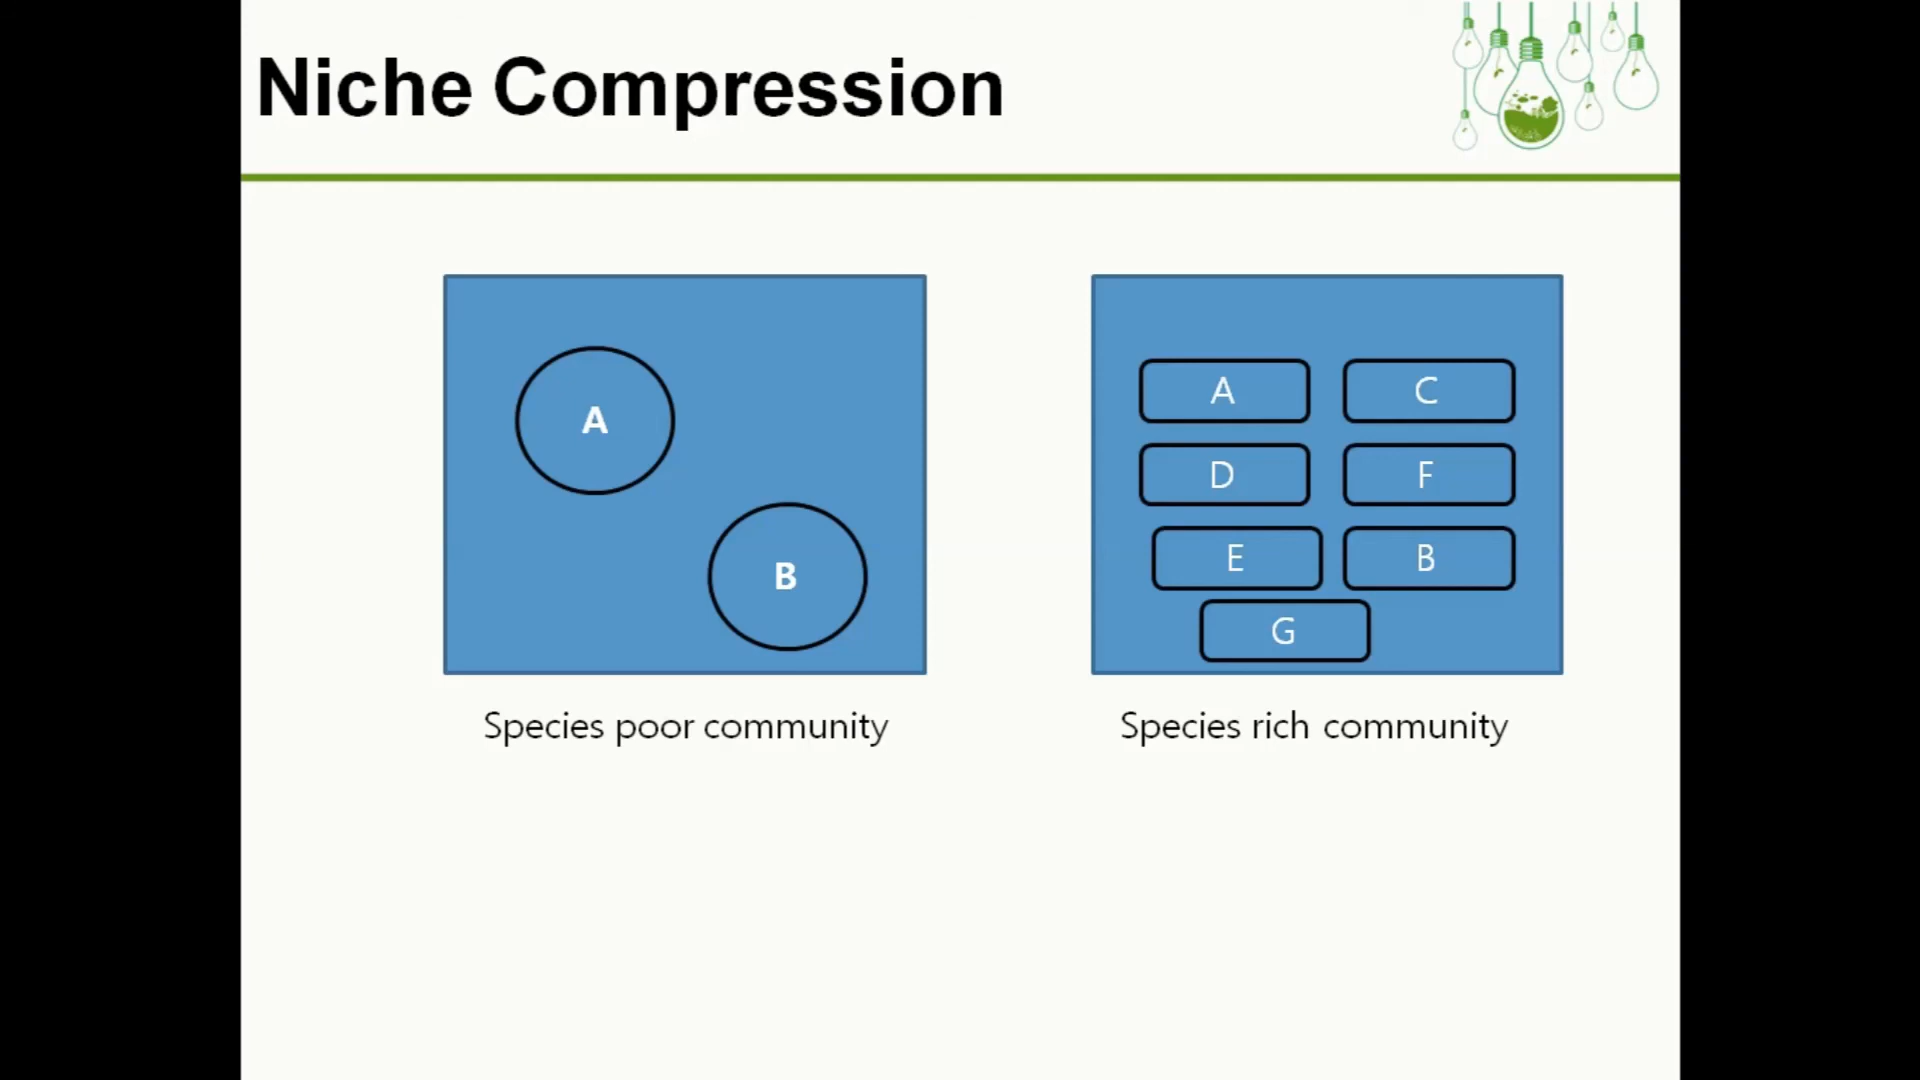 Niche Compression
A
B
Species poor community
A C
D F
E B
G
Species rich community